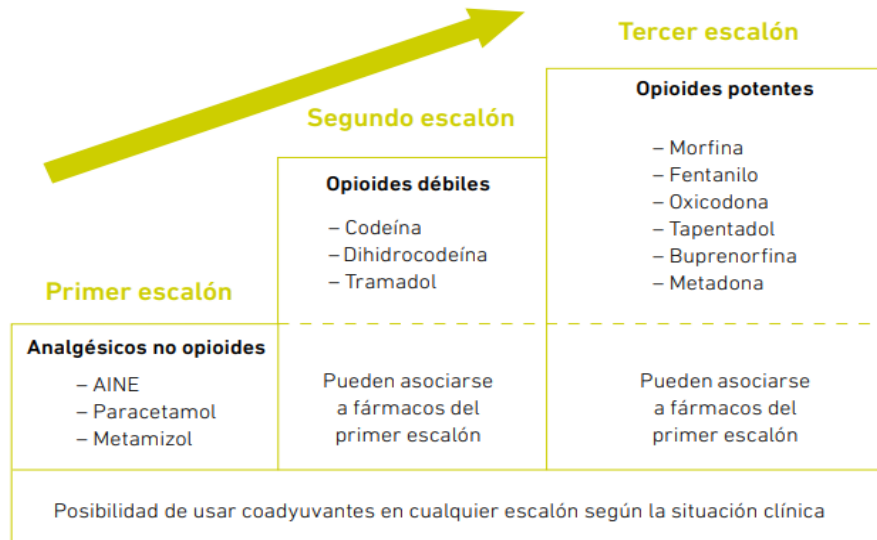 Primer escalón
Analgésicos no opioides
– AINE
– Paracetamol
– Metamizol
Segundo escalón
Opioides débiles
– Codeína
– Dihidrocodeína
– Tramadol
Pueden asociarse
a fármacos del
primer escalón
Tercer escalón
Opioides potentes
– Morfina
– Fentanilo
– Oxicodona
– Tapentadol
– Buprenorfina
– Metadona
Pueden asociarse
a fármacos del
primer escalón
Posibilidad de usar coadyuvantes en cualquier escalón según la situación clínica